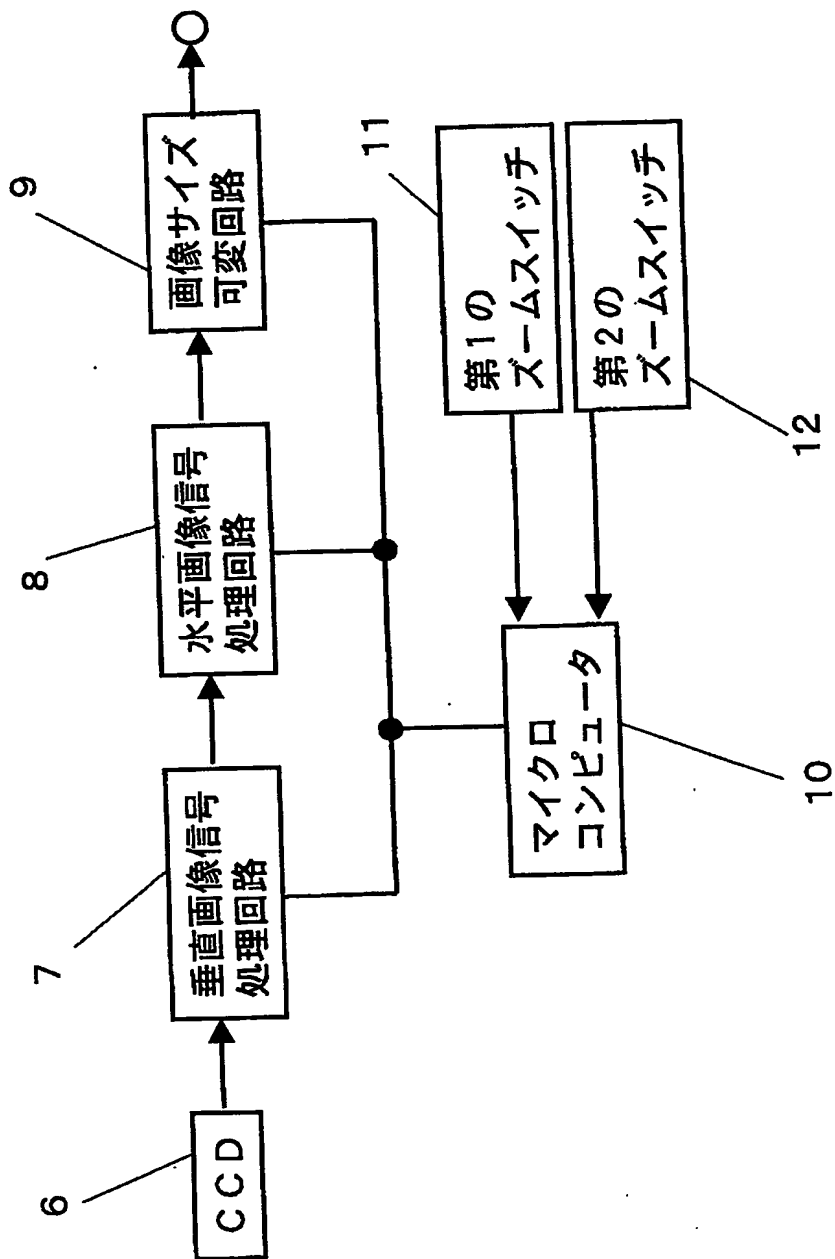 6
CCD
7
垂直画像信号
処理回路
8
水平画像信号
処理回路
9
画像サイズ
可変回路
10
マイクロ
コンピュータ
11
第1の
ズームスイッチ
12
第2の
ズームスイッチ